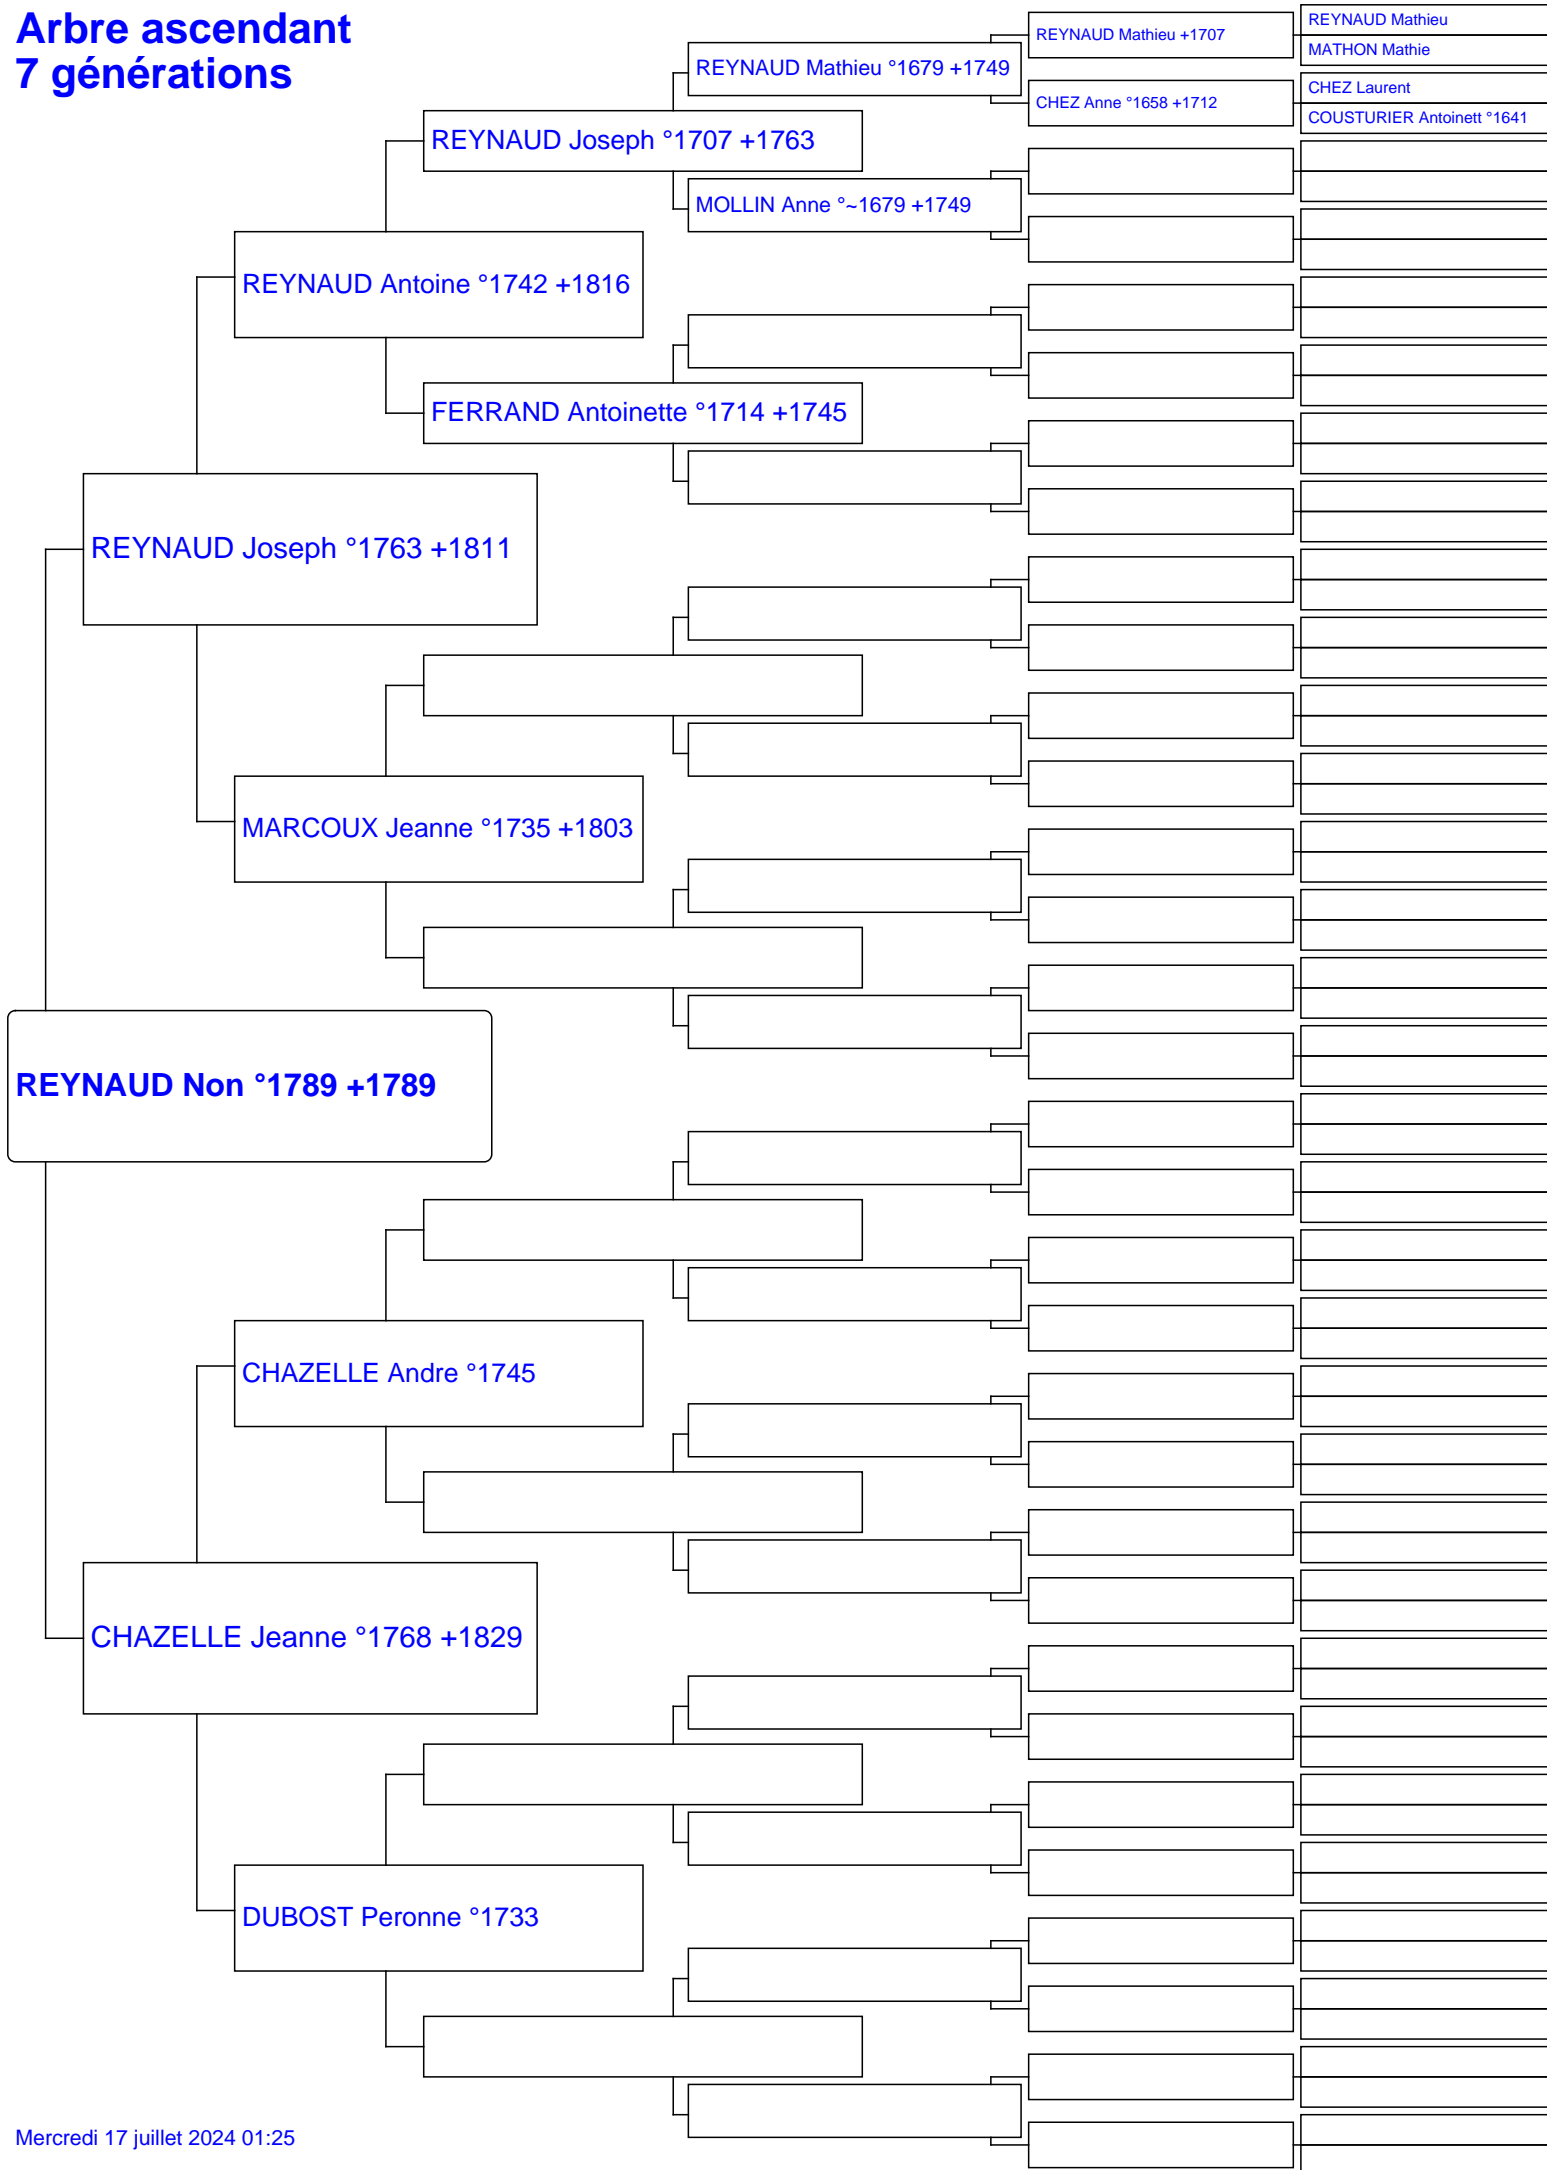 Arbre ascendant
7 générations
REYNAUD Mathieu
REYNAUD Mathieu +1707
MATHON Mathie
REYNAUD Mathieu °1679 +1749
CHEZ Laurent
CHEZ Anne °1658 +1712
COUSTURIER Antoinett °1641
REYNAUD Joseph °1707 +1763
MOLLIN Anne °~1679 +1749
REYNAUD Antoine °1742 +1816
FERRAND Antoinette °1714 +1745
REYNAUD Joseph °1763 +1811
MARCOUX Jeanne °1735 +1803
REYNAUD Non °1789 +1789
CHAZELLE Andre °1745
CHAZELLE Jeanne °1768 +1829
DUBOST Peronne °1733
Mercredi 17 juillet 2024 01:25